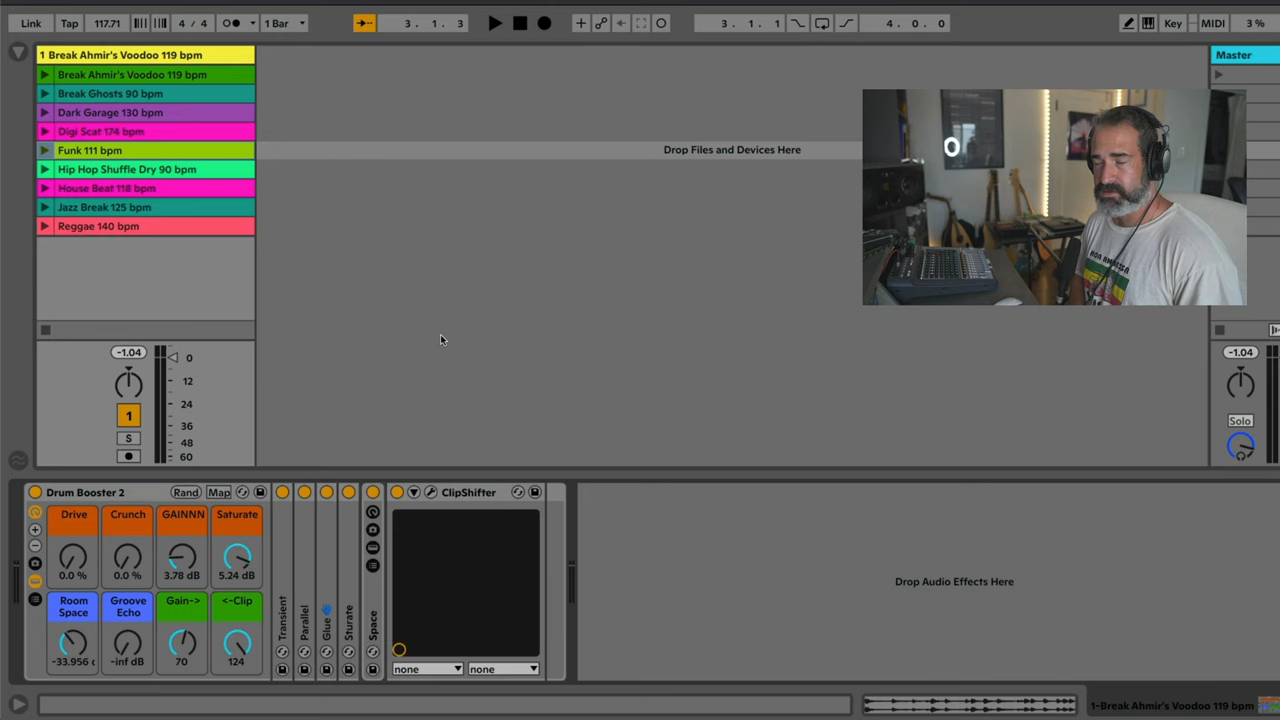 Link Tap 117.71 4 / 4 1 Bar 3. 1. 3 3. 1. 1 4. 0. 0 Key MIDI 3 %
1 Break Ahmir's Voodoo 119 bpm
Master
Break Ahmir's Voodoo 119 bpm
Break Ghosts 90 bpm
Dark Garage 130 bpm
Digi Scat 174 bpm
Funk 111 bpm
Drop Files and Devices Here
Hip Hop Shuffle Dry 90 bpm
House Beat 118 bpm
Jazz Break 125 bpm
Reggae 140 bpm
-1.04 0
12
24
36
48
60
1
S
-1.04
Solo
Drum Booster 2 Rand Map
Drive Crunch GAINNN Saturate
0.0 % 0.0 % 3.78 dB 5.24 dB
Room Space
Groove Echo
Gain-> <-Clip
-33.956 -inf dB 70 124
Transient
Parallel
Glue
Sturate
Space
ClipShifter
none none
Drop Audio Effects Here
1-Break Ahmir's Voodoo 119 bpm